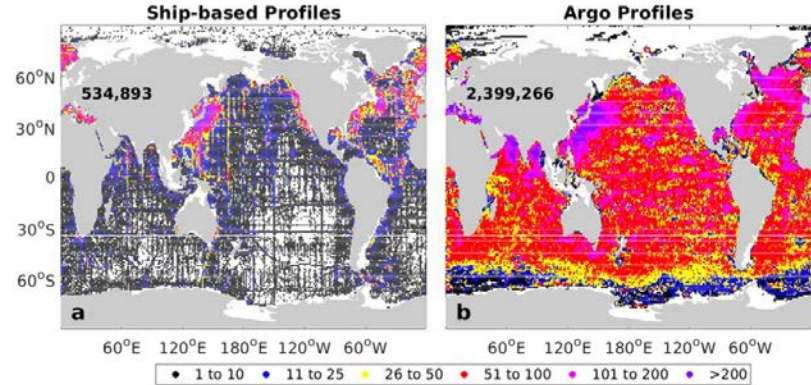 Ship-based Profiles
Argo Profiles
60°N
30°N
0
30°S
60°S
534,893
2,399,266
a
b
60°E 120°E 180°W 120°W 60°W
60°E 120°E 180°W 120°W 60°W
1 to 10 11 to 25 26 to 50 51 to 100 101 to 200 >200